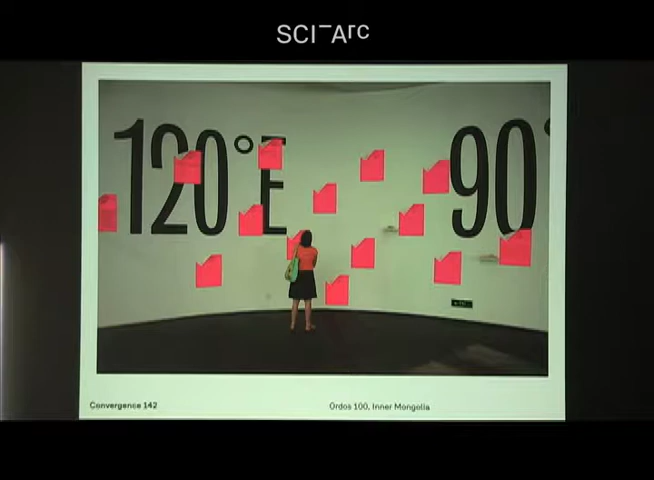 SCI-Arc
120°E
90°
Convergence 142
Ordos 100, Inner Mongolia